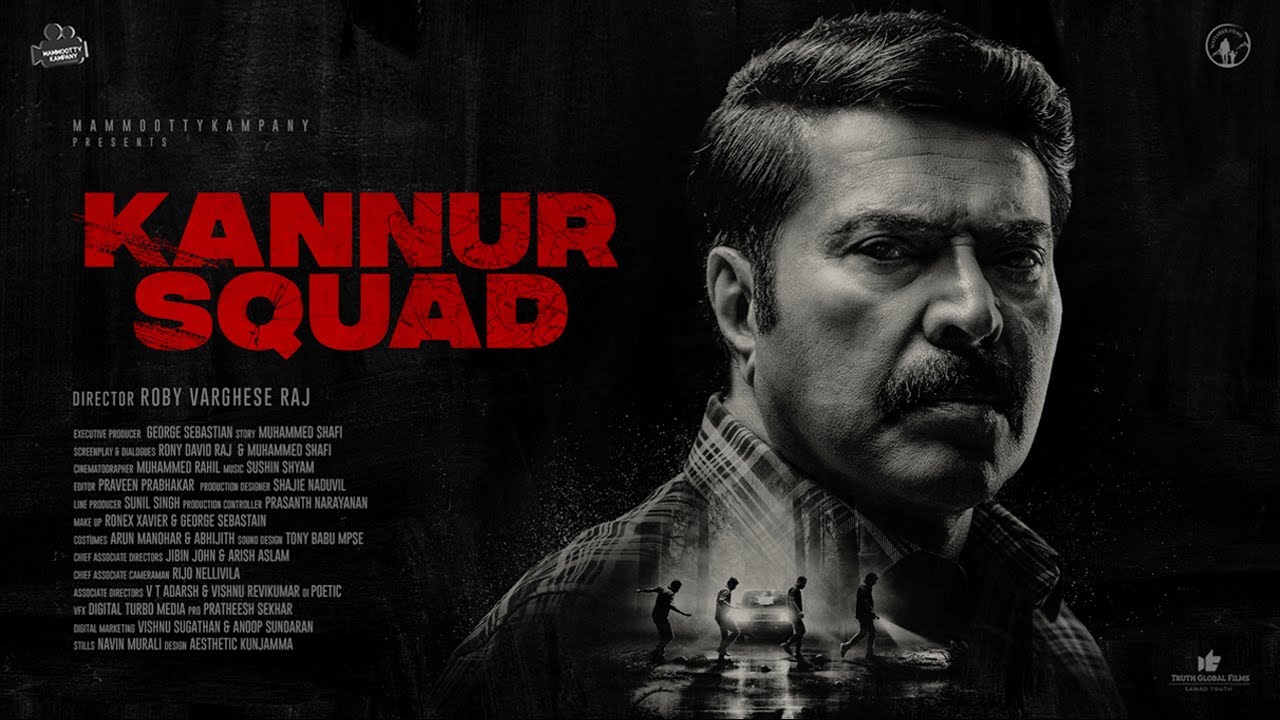 MAMMOOTTY
KAMPANY
MAMMOOTTYKAMPANY
PRESENTS
KANNUR
SQUAD
DIRECTOR ROBY VARGHESE RAJ
EXECUTIVE PRODUCER GEORGE SEBASTIAN STORY MUHAMMED SHAFI
SCREENPLAY & DIALOGUES RONY DAVID RAJ & MUHAMMED SHAFI
CINEMATOGRAPHER MUHAMMED RAHIL MUSIC SUSHIN SHYAM
EDITOR PRAVEEN PRABHAKAR PRODUCTION DESIGNER SHAJIE NADUVIL
LINE PRODUCER SUNIL SINGH PRODUCTION CONTROLLER PRASANTH NARAYANAN
MAKE UP RONEX XAVIER & GEORGE SEBASTAIN
COSTUMES ARUN MANOHAR & ABHIJITH SOUND DESIGN TONY BABU MPSE
CHIEF ASSOCIATE DIRECTORS JIBIN JOHN & ARISH ASLAM
CHIEF ASSOCIATE CAMERAMAN RIJO NELLIVILA
ASSOCIATE DIRECTORS V T ADARSH & VISHNU REVIKUMAR DI POETIC
VFX DIGITAL TURBO MEDIA PRO PRATHEESH SEKHAR
DIGITAL MARKETING VISHNU SUGATHAN & ANOOP SUNDARAN
STILLS NAVIN MURALI DESIGN AESTHETIC KUNJAMMA
TRUTH GLOBAL FILMS
SAMAD TRUTH